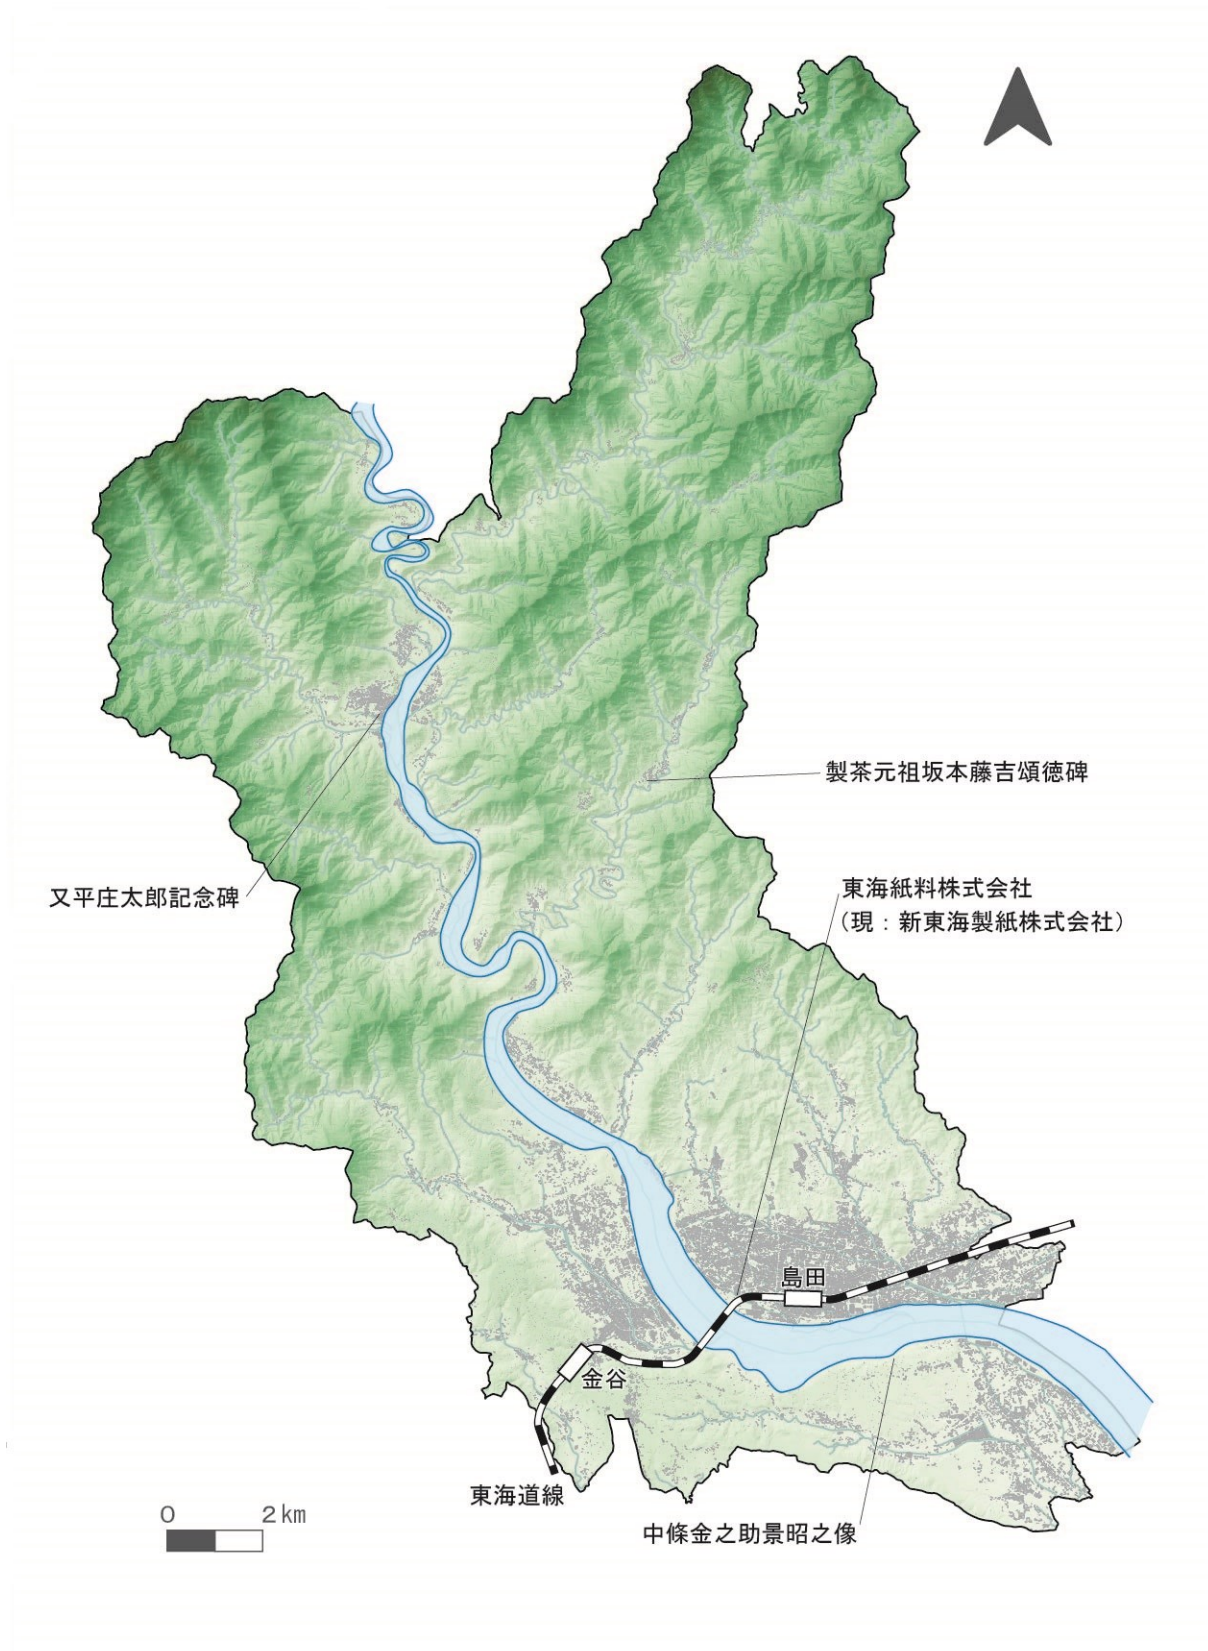 製茶元祖坂本藤吉頌徳碑
又平庄太郎記念碑
東海紙料株式会社
(現：新東海製紙株式会社)
島田
金谷
東海道線
中條金之助景昭之像
0 2km